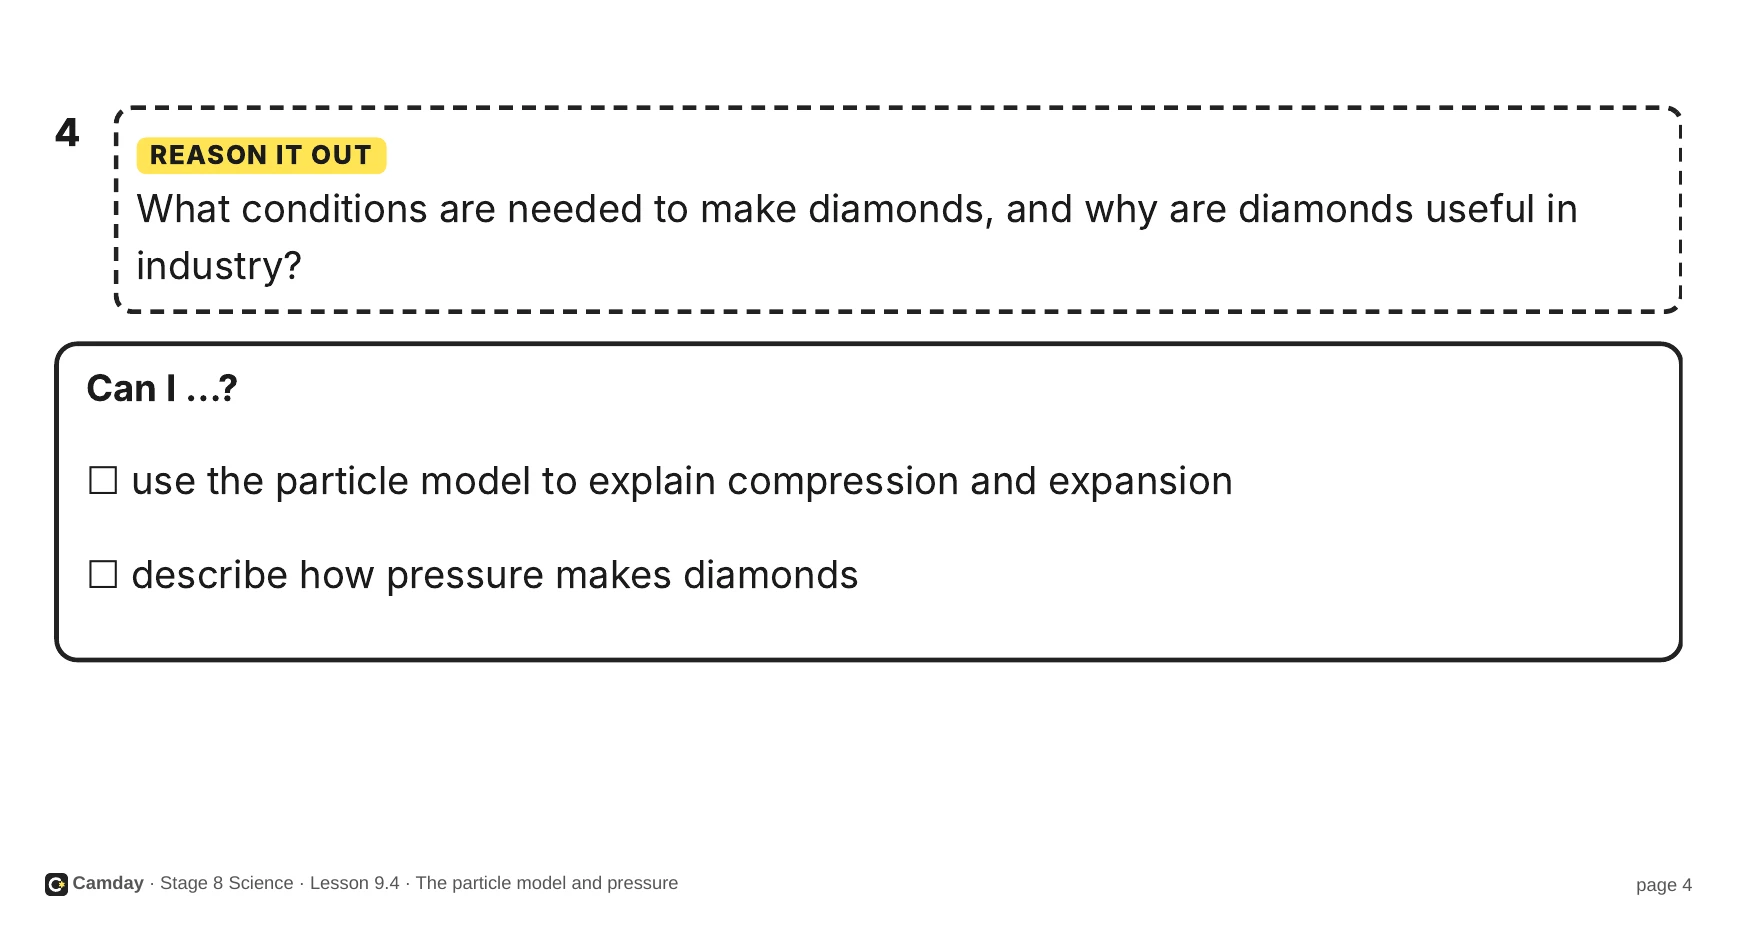 4
REASON IT OUT
What conditions are needed to make diamonds, and why are diamonds useful in
industry?
Can I ...?
☐ use the particle model to explain compression and expansion
☐ describe how pressure makes diamonds
Camday · Stage 8 Science · Lesson 9.4 · The particle model and pressure
page 4